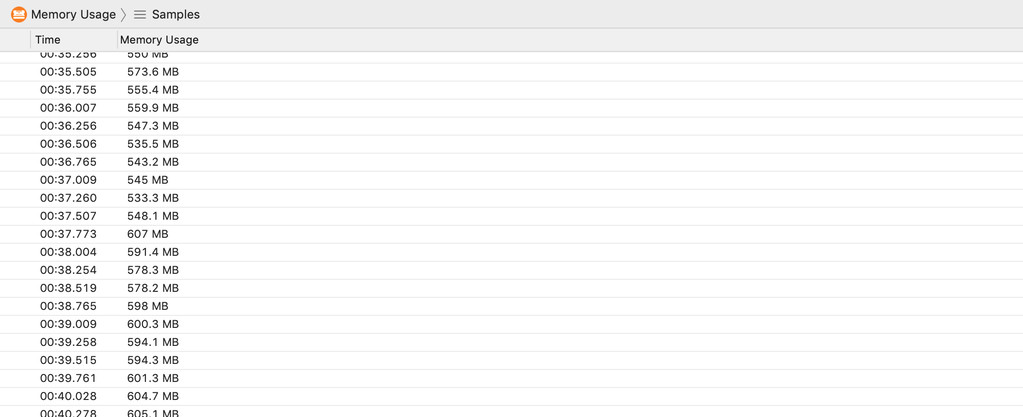 Memory Usage Samples
Time Memory Usage
00:35.256 550 MB
00:35.505 573.6 MB
00:35.755 555.4 MB
00:36.007 559.9 MB
00:36.256 547.3 MB
00:36.506 535.5 MB
00:36.765 543.2 MB
00:37.009 545 MB
00:37.260 533.3 MB
00:37.507 548.1 MB
00:37.773 607 MB
00:38.004 591.4 MB
00:38.254 578.3 MB
00:38.519 578.2 MB
00:38.765 598 MB
00:39.009 600.3 MB
00:39.258 594.1 MB
00:39.515 594.3 MB
00:39.761 601.3 MB
00:40.028 604.7 MB
00:40.278 605.1 MB